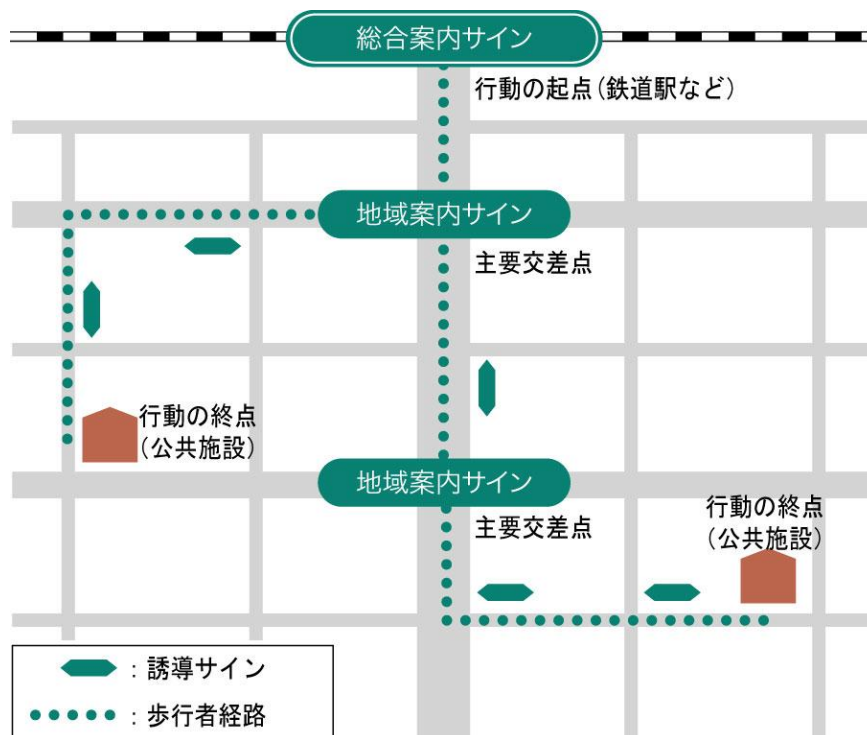 総合案内サイン
行動の起点（鉄道駅など）
地域案内サイン
主要交差点
行動の終点
（公共施設）
地域案内サイン
主要交差点
行動の終点
（公共施設）
：誘導サイン
：歩行者経路